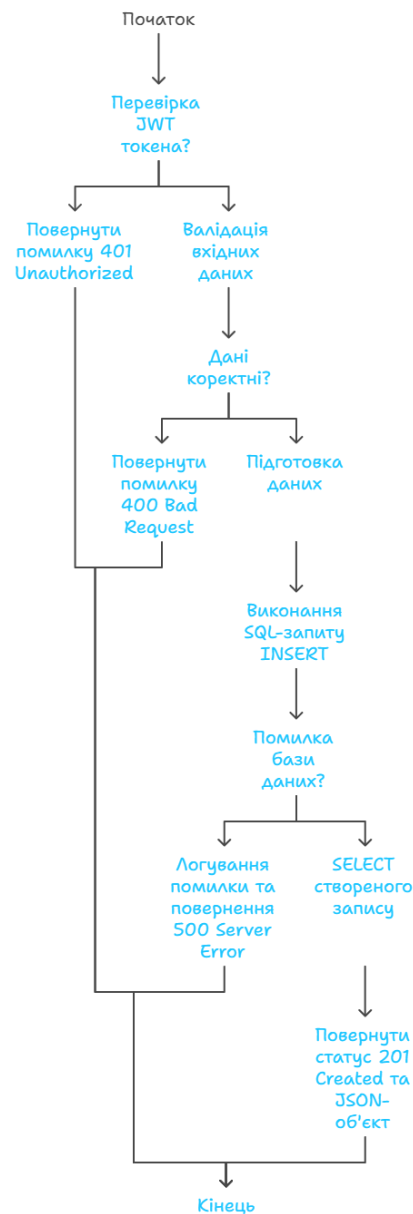 Початок
Перевірка
JWT
токена?
Повернути
помилку 401
Unauthorized
Валідація
вхідних
даних
Дані
коректні?
Повернути
помилку
400 Bad
Request
Підготовка
даних
Виконання
SQL-запиту
INSERT
Помилка
бази
даних?
Логування
помилки та
повернення
500 Server
Error
SELECT
створеного
запису
Повернути
статус 201
Created та
JSON-
об'єкт
Кінець